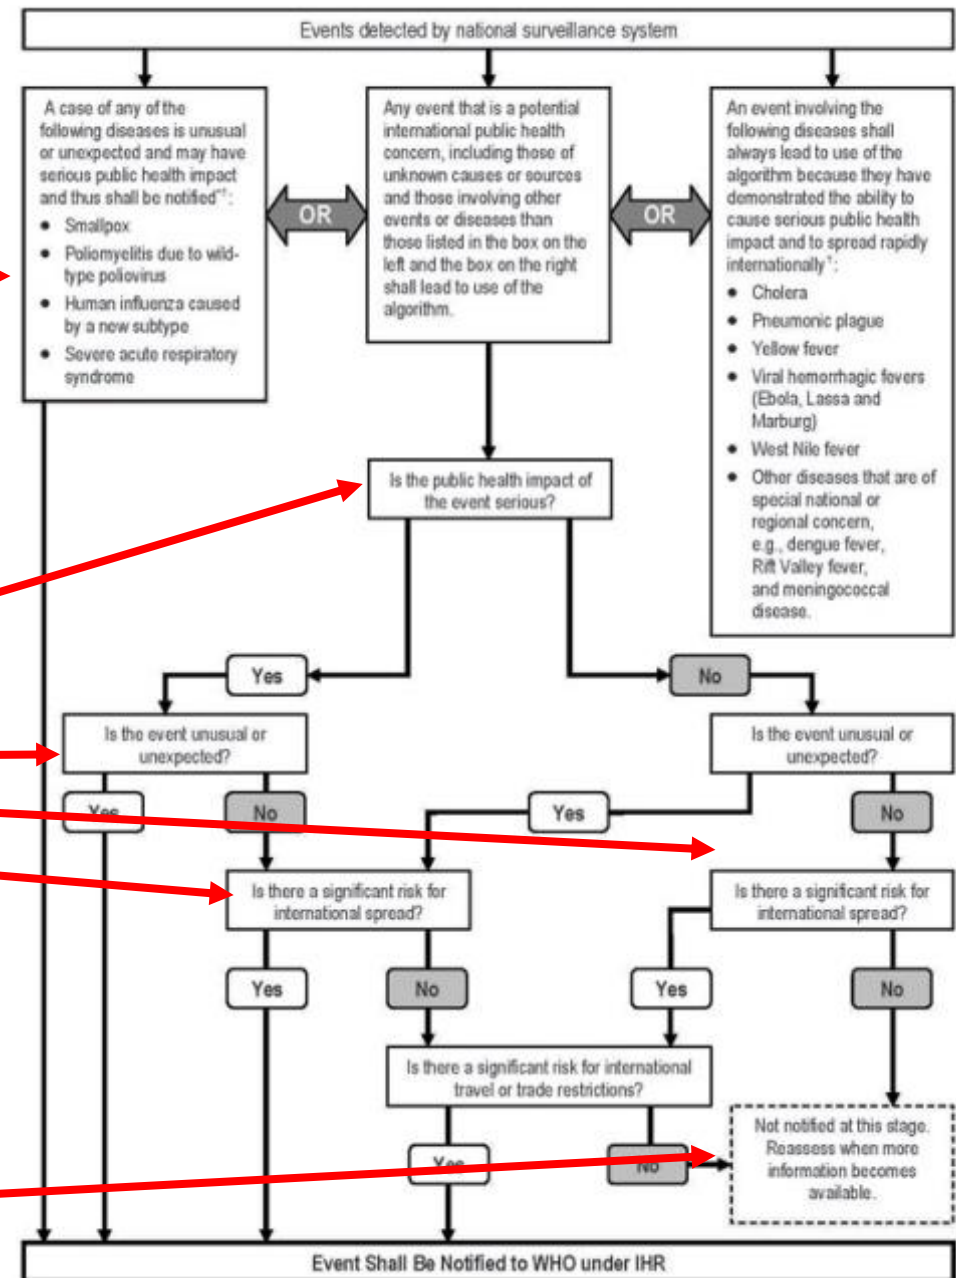 Events detected by national surveillance system
A case of any of the
following diseases is unusual
or unexpected and may have
serious public health impact
and thus shall be notified*†:
• Smallpox
• Poliomyelitis due to wild-
type poliovirus
• Human influenza caused
by a new subtype
• Severe acute respiratory
syndrome
OR
Any event that is a potential
international public health
concern, including those of
unknown causes or sources
and those involving other
events or diseases than
those listed in the box on the
left and the box on the right
shall lead to use of the
algorithm.
OR
An event involving the
following diseases shall
always lead to use of the
algorithm because they have
demonstrated the ability to
cause serious public health
impact and to spread rapidly
internationally†:
• Cholera
• Pneumonic plague
• Yellow fever
• Viral hemorrhagic fevers
(Ebola, Lassa and
Marburg)
• West Nile fever
• Other diseases that are of
special national or
regional concern,
e.g., dengue fever,
Rift Valley fever,
and meningococcal
disease.
Is the public health impact of
the event serious?
Yes
No
Is the event unusual or
unexpected?
Is the event unusual or
unexpected?
Yes
No
Yes
No
Is there a significant risk for
international spread?
Is there a significant risk for
international spread?
Yes
No
Yes
No
Is there a significant risk for international
travel or trade restrictions?
Yes
No
Not notified at this stage.
Reassess when more
information becomes
available.
Event Shall Be Notified to WHO under IHR